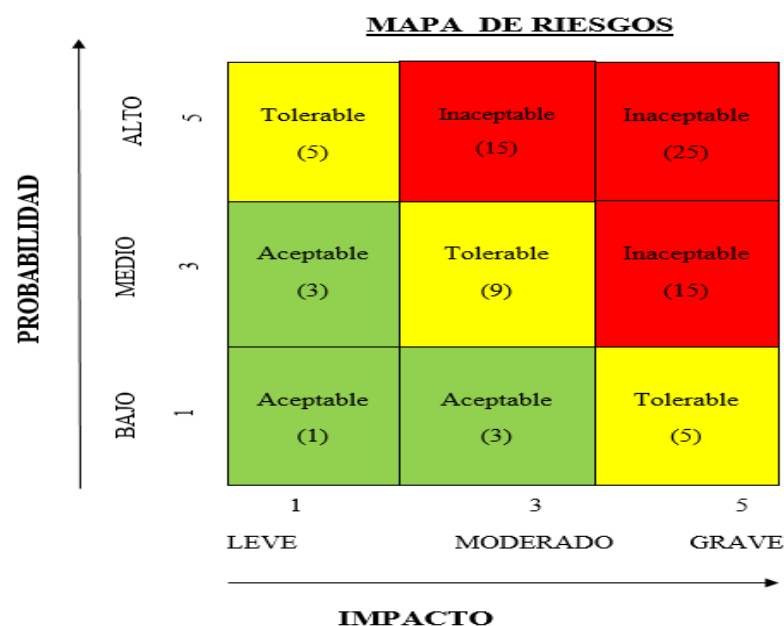 MAPA DE RIESGOS
PROBABILIDAD
ALTO
5
Tolerable
(5)
Inaceptable
(15)
Inaceptable
(25)
MEDIO
3
Aceptable
(3)
Tolerable
(9)
Inaceptable
(15)
BAJO
1
Aceptable
(1)
Aceptable
(3)
Tolerable
(5)
1 3 5
LEVE MODERADO GRAVE
IMPACTO